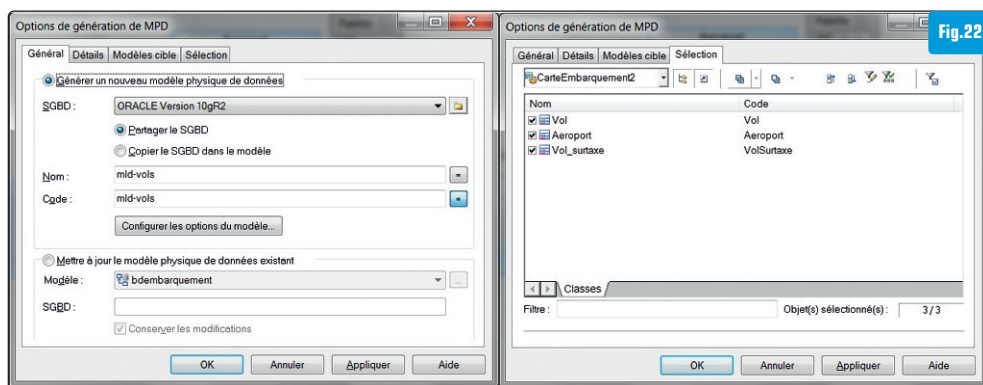 Options de génération de MPD
Général Détails Modèles cible Sélection
Générer un nouveau modèle physique de données
SGBD : ORACLE Version 10gR2
Partager le SGBD
Copier le SGBD dans le modèle
Nom : mld-vols
Code : mld-vols
Configurer les options du modèle...
Mettre à jour le modèle physique de données existant
Modèle : bdembarquement
SGBD :
Conserver les modifications
OK Annuler Appliquer Aide
Options de génération de MPD
Fig.22
Général Détails Modèles cible Sélection
CarteEmbarquement2
Nom Code
Vol Vol
Aeroport Aeroport
Vol_surtaxe VolSurtaxe
Classes
Filtre : Objet(s) sélectionné(s) : 3 / 3
OK Annuler Appliquer Aide